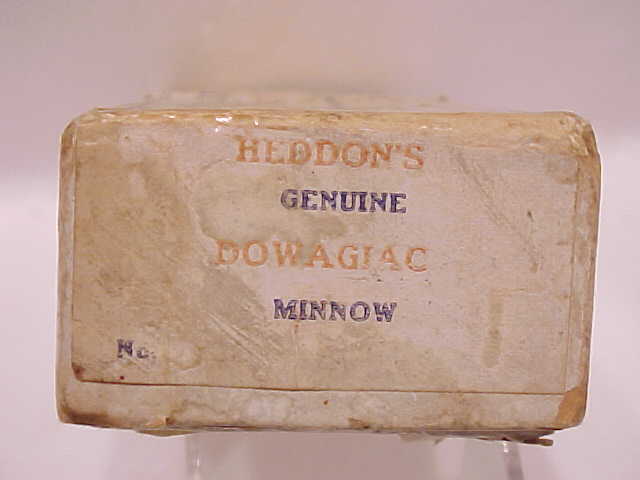 HEDDON'S
GENUINE
DOWAGIAC
MINNOW
No.